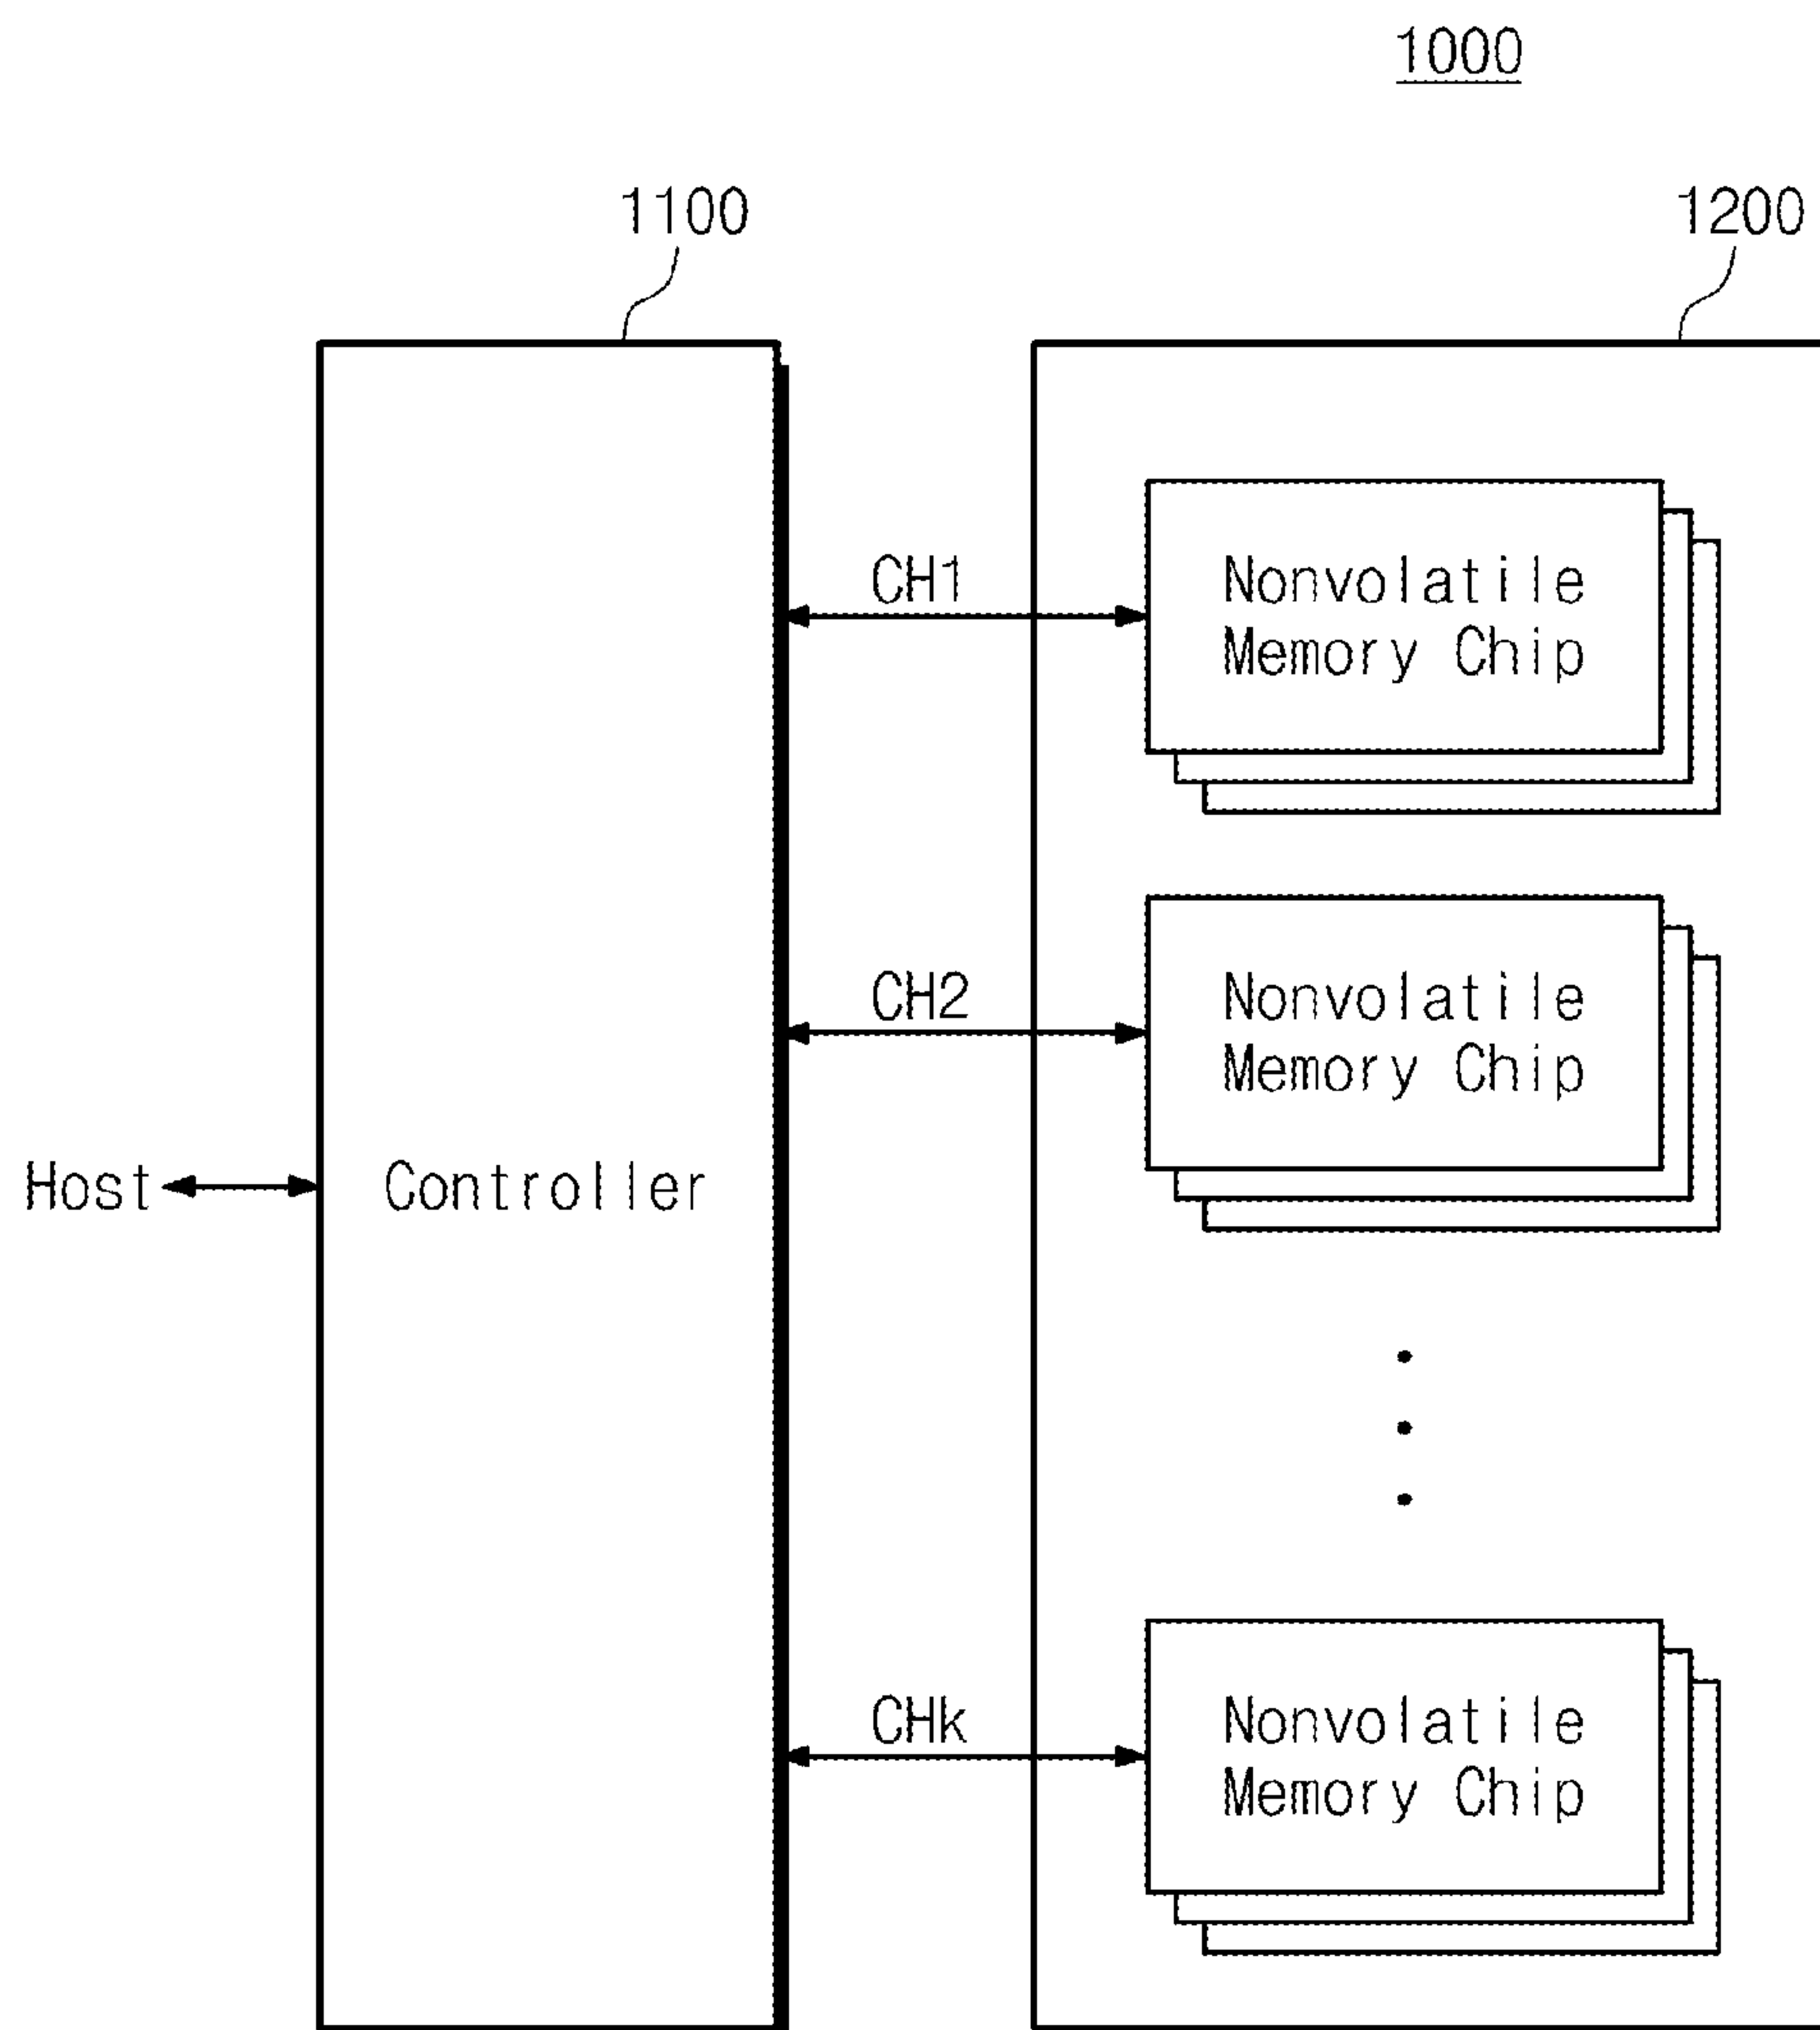 1000
1100
1200
CH1
Nonvolatile
Memory Chip
CH2
Nonvolatile
Memory Chip
Host
Controller
CHk
Nonvolatile
Memory Chip